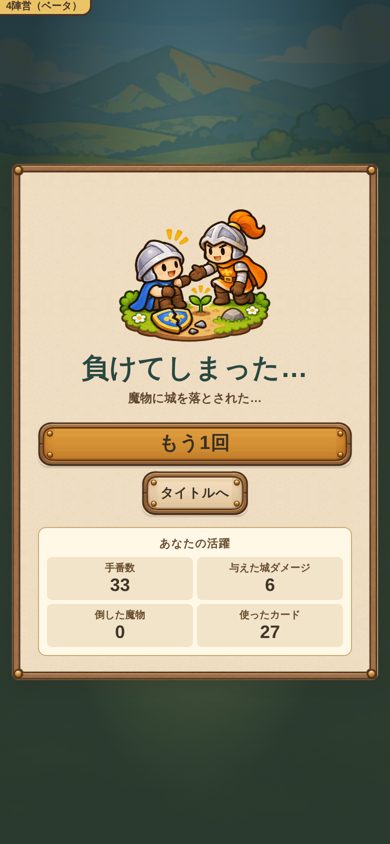 4陣営（ベータ）
負けてしまった…
魔物に城を落とされた…
もう1回
タイトルへ
あなたの活躍
手番数
33
与えた城ダメージ
6
倒した魔物
0
使ったカード
27